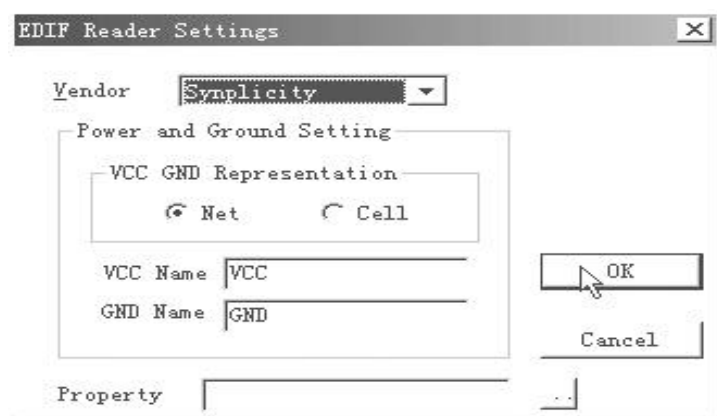 EDIF Reader Settings
Vendor Synplicity
Power and Ground Setting
VCC GND Representation
Net Cell
VCC Name VCC
OK
GND Name GND
Cancel
Property ..